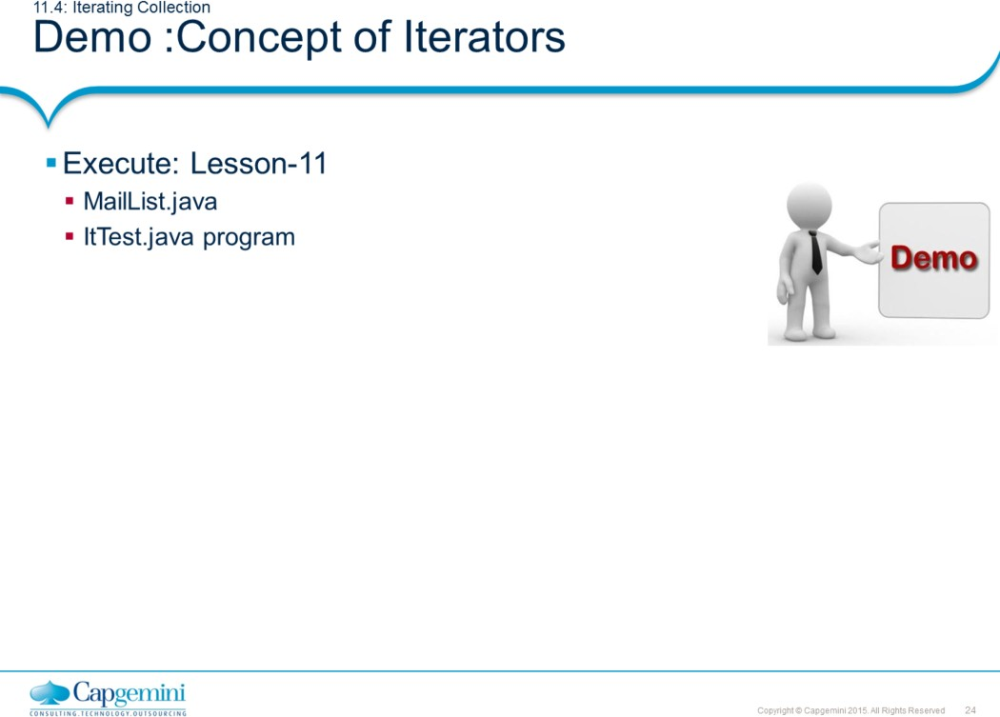 11.4: Iterating Collection
Demo :Concept of Iterators
Execute: Lesson-11
MailList.java
ItTest.java program
Demo
Capgemini
CONSULTING.TECHNOLOGY.OUTSOURCING
Copyright © Capgemini 2015. All Rights Reserved 24